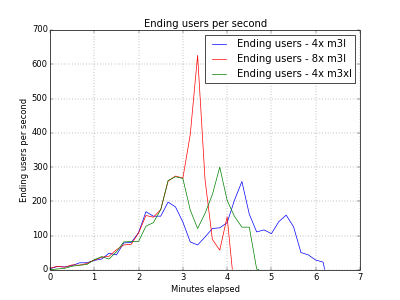 Ending users per second
700
600
500
400
300
200
100
0
Ending users per second
Ending users - 4x m3l
Ending users - 8x m3l
Ending users - 4x m3xl
0 1 2 3 4 5 6 7
Minutes elapsed